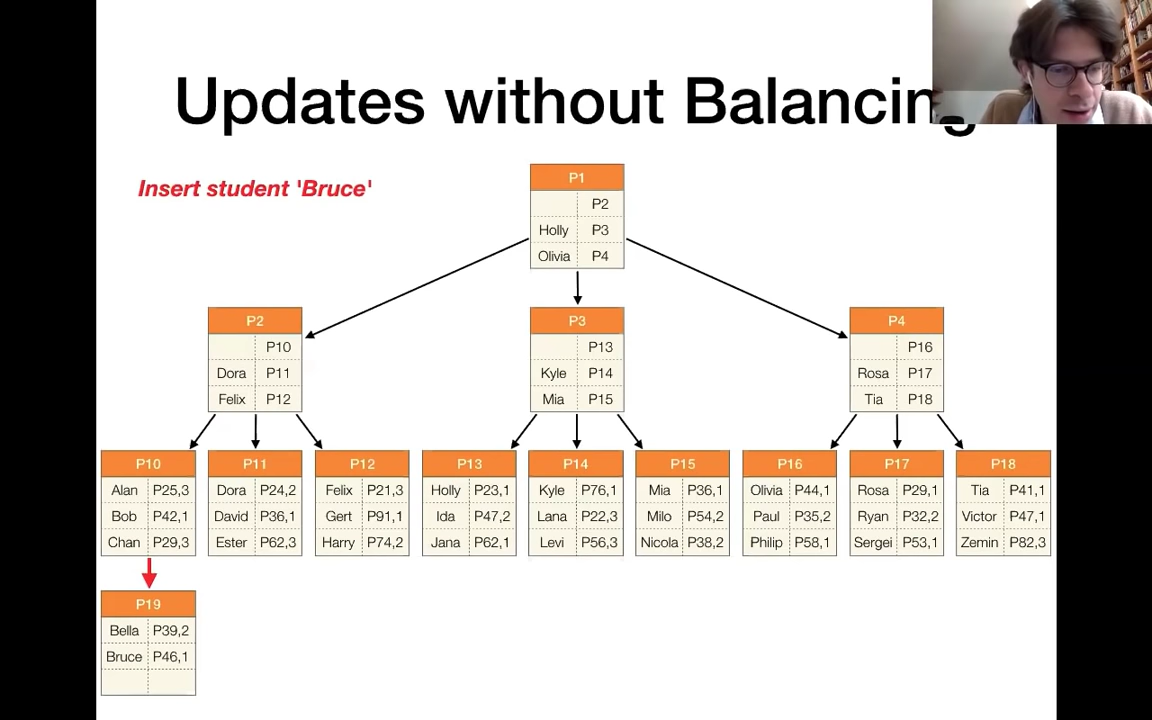 Updates without Balancing
Insert student 'Bruce'
P1
P2
Holly P3
Olivia P4
P2
P10
Dora P11
Felix P12
P3
P13
Kyle P14
Mia P15
P4
P16
Rosa P17
Tia P18
P10
Alan P25,3
Bob P42,1
Chan P29,3
P11
Dora P24,2
David P36,1
Ester P62,3
P12
Felix P21,3
Gert P91,1
Harry P74,2
P13
Holly P23,1
Ida P47,2
Jana P62,1
P14
Kyle P76,1
Lana P22,3
Levi P56,3
P15
Mia P36,1
Milo P54,2
Nicola P38,2
P16
Olivia P44,1
Paul P35,2
Philip P58,1
P17
Rosa P29,1
Ryan P32,2
Sergei P53,1
P18
Tia P41,1
Victor P47,1
Zemin P82,3
P19
Bella P39,2
Bruce P46,1